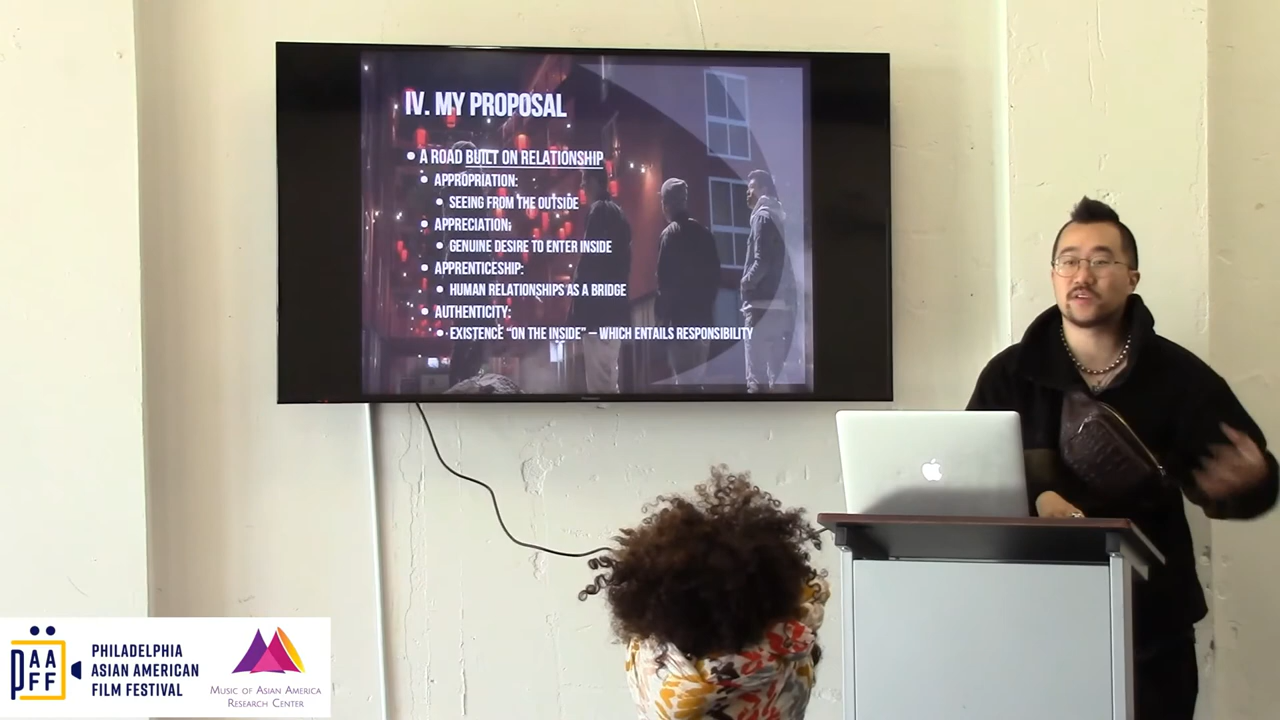 IV. MY PROPOSAL
A ROAD BUILT ON RELATIONSHIP
APPROPRIATION:
SEEING FROM THE OUTSIDE
APPRECIATION:
GENUINE DESIRE TO ENTER INSIDE
APPRENTICESHIP:
HUMAN RELATIONSHIPS AS A BRIDGE
AUTHENTICITY:
EXISTENCE "ON THE INSIDE" – WHICH ENTAILS RESPONSIBILITY
PAAFF
PHILADELPHIA
ASIAN AMERICAN
FILM FESTIVAL
MUSIC OF ASIAN AMERICA
RESEARCH CENTER